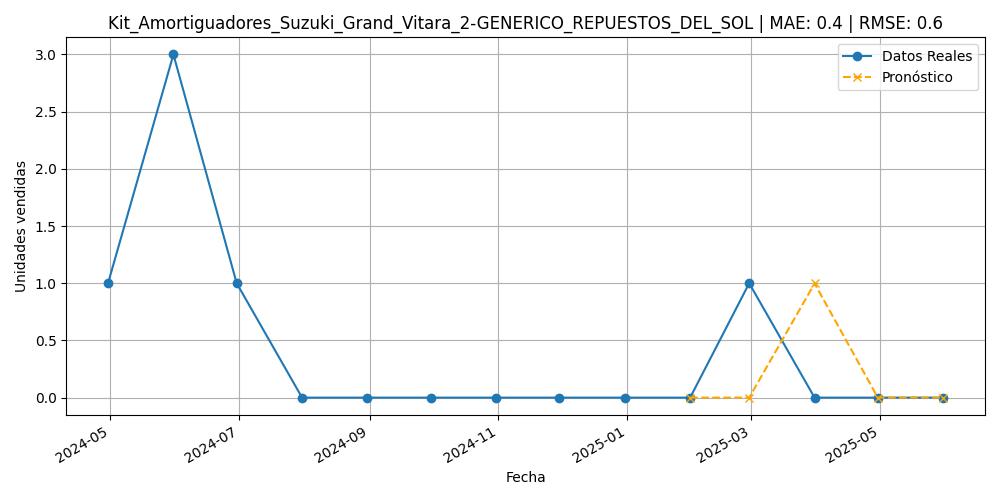 Kit_Amortiguadores_Suzuki_Grand_Vitara_2-GENERICO_REPUESTOS_DEL_SOL | MAE: 0.4 | RMSE: 0.6
Datos Reales
Pronóstico
Unidades vendidas
3.0
2.5
2.0
1.5
1.0
0.5
0.0
2024-05
2024-07
2024-09
2024-11
2025-01
2025-03
2025-05
Fecha